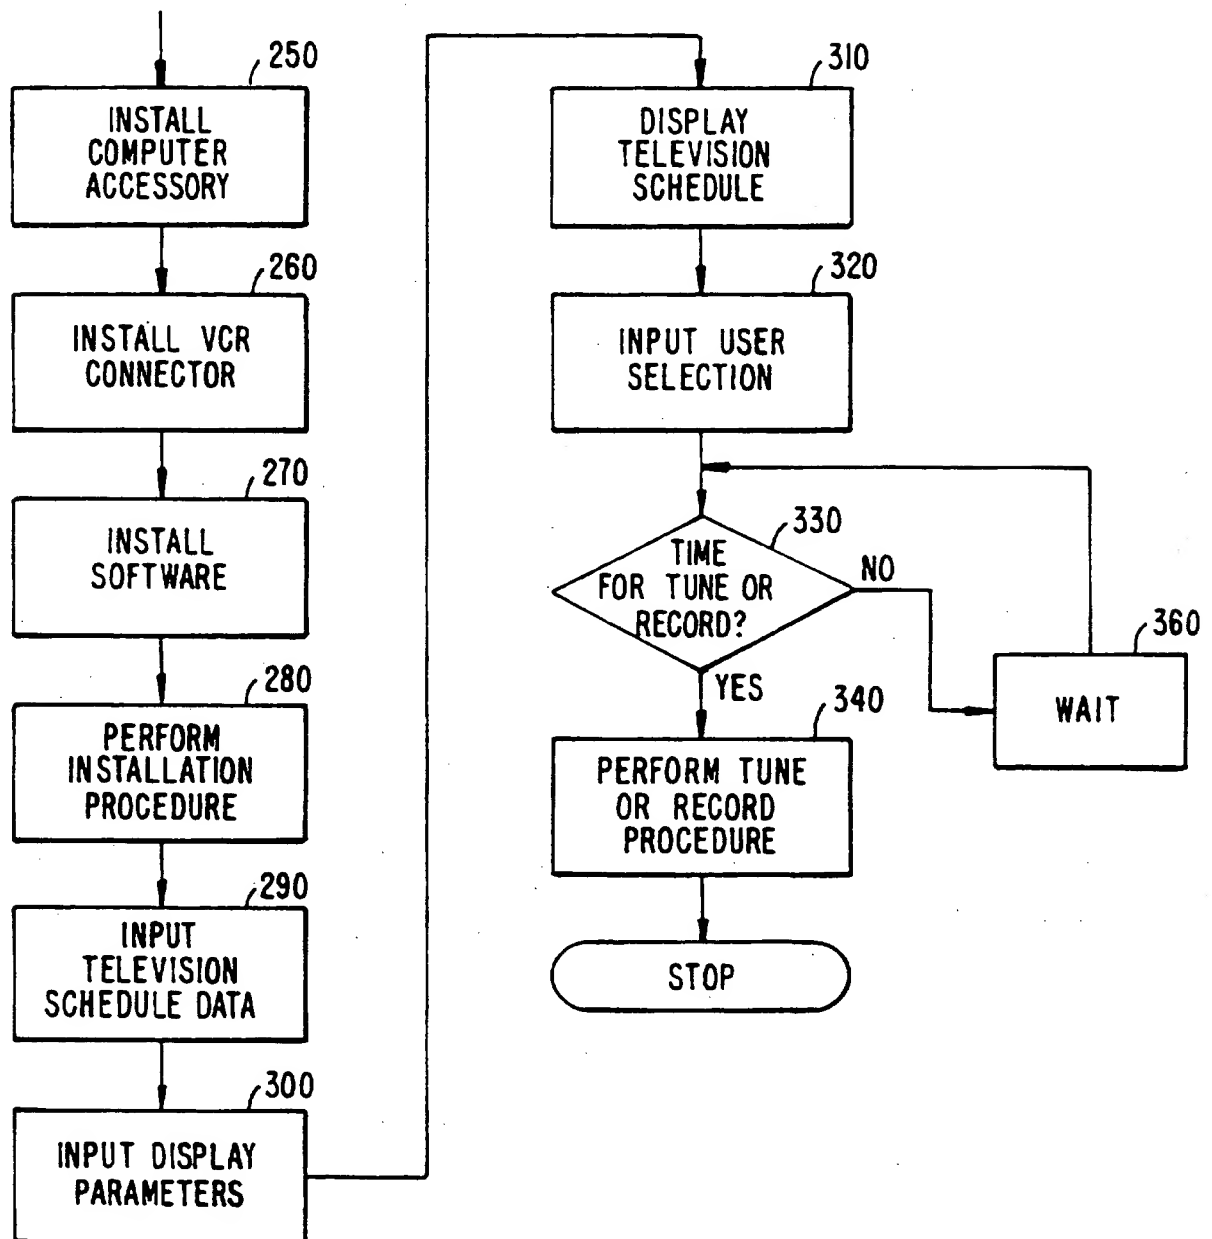 250
INSTALL
COMPUTER
ACCESSORY
260
INSTALL VCR
CONNECTOR
270
INSTALL
SOFTWARE
280
PERFORM
INSTALLATION
PROCEDURE
290
INPUT
TELEVISION
SCHEDULE DATA
300
INPUT DISPLAY
PARAMETERS
310
DISPLAY
TELEVISION
SCHEDULE
320
INPUT USER
SELECTION
330
TIME
FOR TUNE OR
RECORD?
NO
YES
360
WAIT
340
PERFORM TUNE
OR RECORD
PROCEDURE
STOP